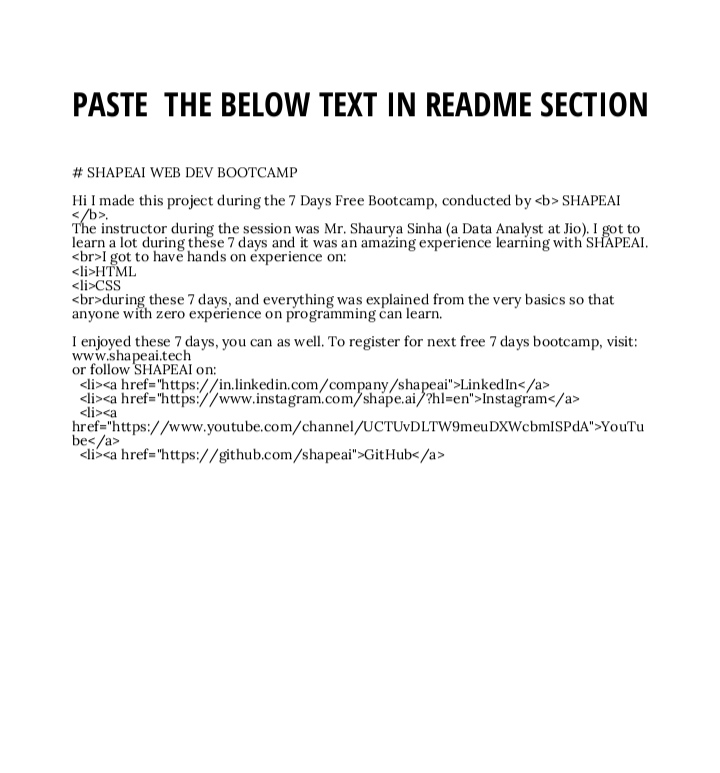 PASTE  THE BELOW TEXT IN README SECTION
# SHAPEAI WEB DEV BOOTCAMP
Hi I made this project during the 7 Days Free Bootcamp, conducted by <b> SHAPEAI
</b>.
The instructor during the session was Mr. Shaurya Sinha (a Data Analyst at Jio). I got to
learn a lot during these 7 days and it was an amazing experience learning with SHAPEAI.
<br>I got to have hands on experience on:
<li>HTML
<li>CSS
<br>during these 7 days, and everything was explained from the very basics so that
anyone with zero experience on programming can learn.
I enjoyed these 7 days, you can as well. To register for next free 7 days bootcamp, visit:
www.shapeai.tech
or follow SHAPEAI on:
<li><a href="https://in.linkedin.com/company/shapeai">LinkedIn</a>
<li><a href="https://www.instagram.com/shape.ai/?hl=en">Instagram</a>
<li><a
href="https://www.youtube.com/channel/UCTUvDLTW9meuDXWcbmISPdA">YouTu
be</a>
<li><a href="https://github.com/shapeai">GitHub</a>